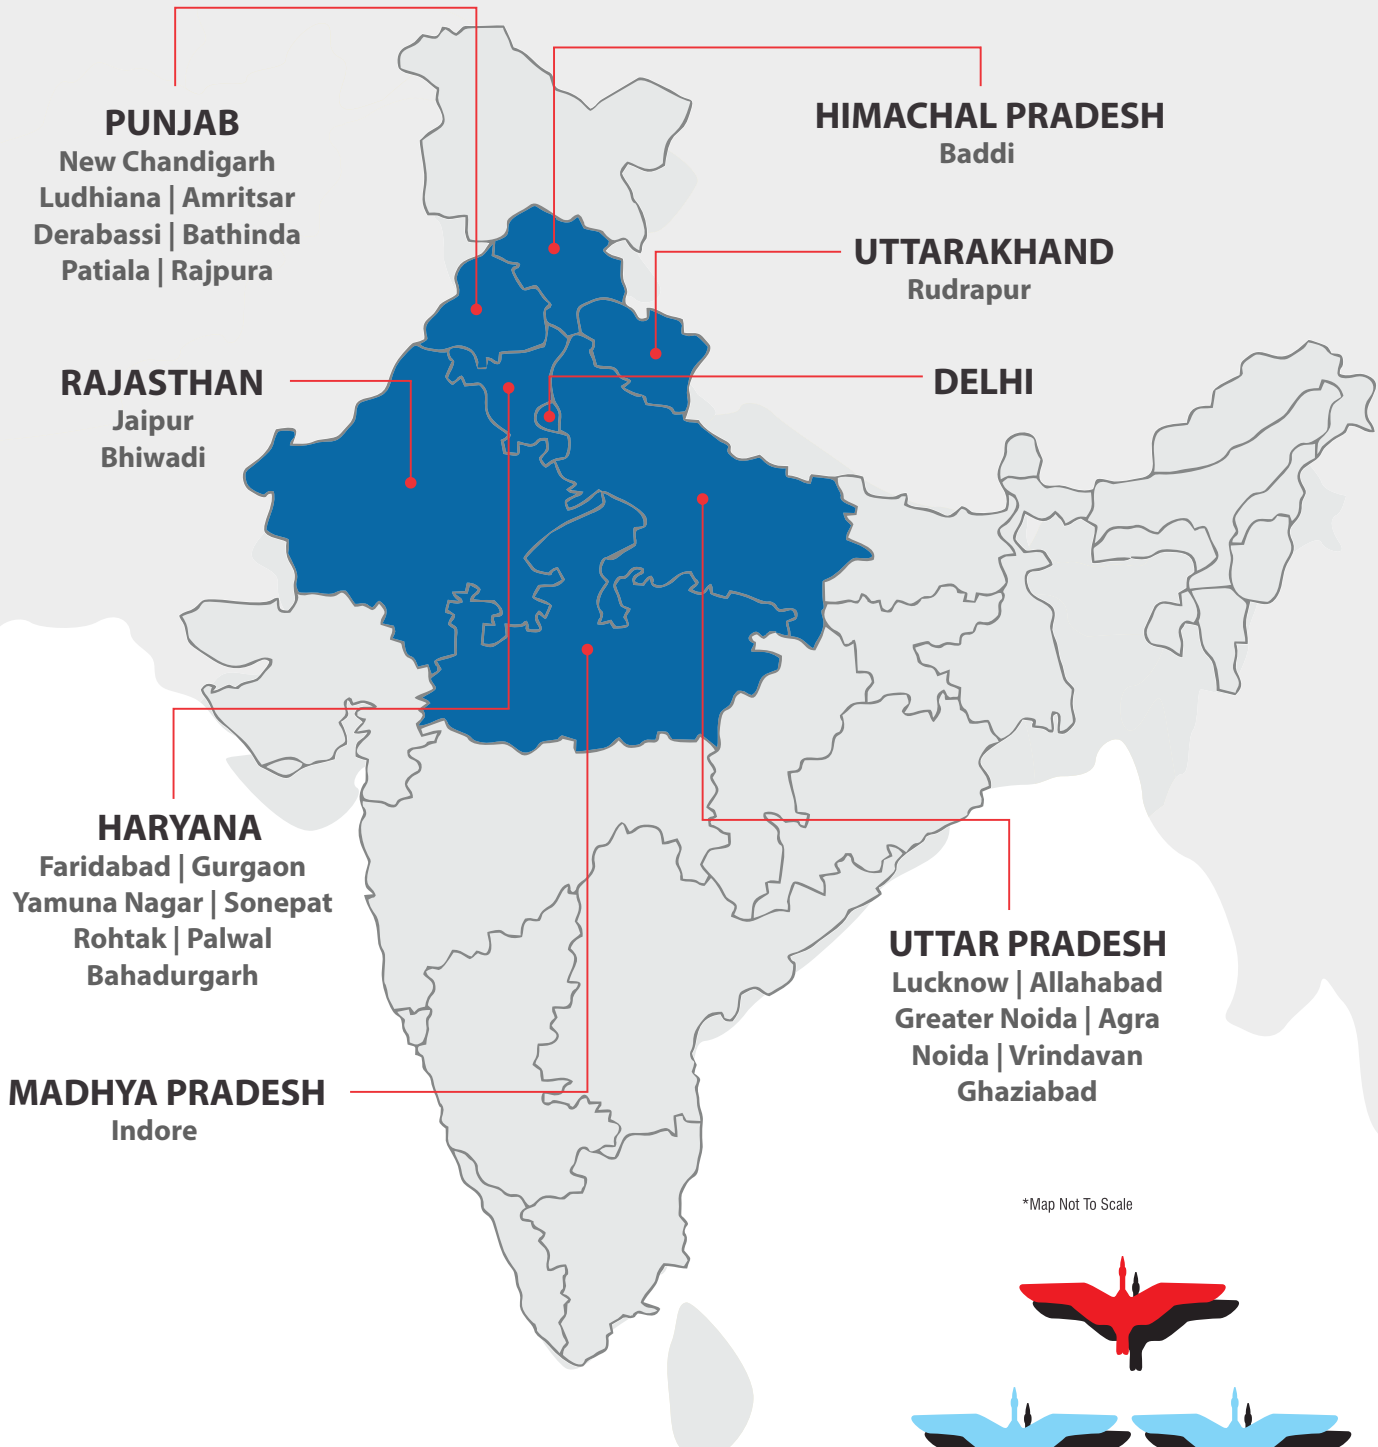 PUNJAB
New Chandigarh
Ludhiana | Amritsar
Derabassi | Bathinda
Patiala | Rajpura
HIMACHAL PRADESH
Baddi
UTTARAKHAND
Rudrapur
RAJASTHAN
Jaipur
Bhiwadi
DELHI
HARYANA
Faridabad | Gurgaon
Yamuna Nagar | Sonepat
Rohtak | Palwal
Bahadurgarh
UTTAR PRADESH
Lucknow | Allahabad
Greater Noida | Agra
Noida | Vrindavan
Ghaziabad
MADHYA PRADESH
Indore
*Map Not To Scale